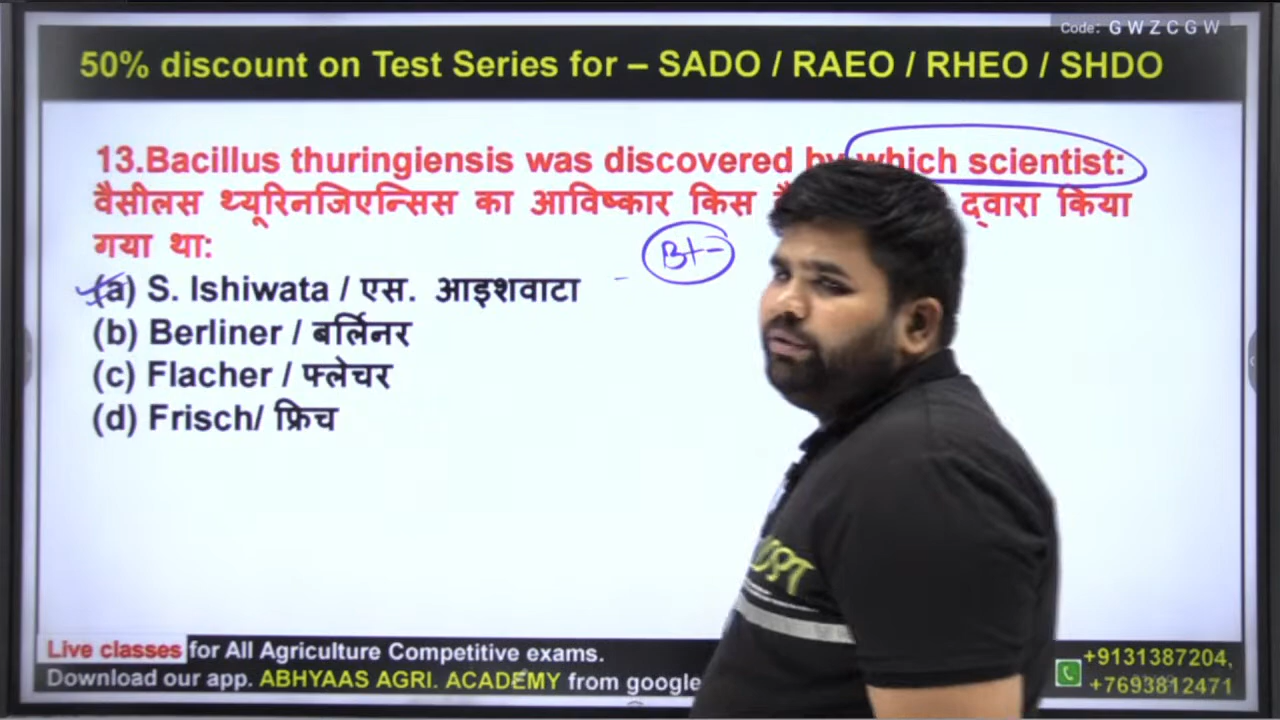 Code: G W Z C G W
50% discount on Test Series for – SADO / RAEO / RHEO / SHDO
13.Bacillus thuringiensis was discovered by which scientist:
वैसीलस थ्यूरिनजिएन्सिस का आविष्कार किस द्वारा किया
गया था:
Bt-
(a) S. Ishiwata / एस. आइशवाटा
(b) Berliner / बर्लिनर
(c) Flacher / फ्लेचर
(d) Frisch/ फ्रिच
Live classes for All Agriculture Competitive exams.
Download our app. ABHYAAS AGRI. ACADEMY from google
+9131387204,
+7693812471